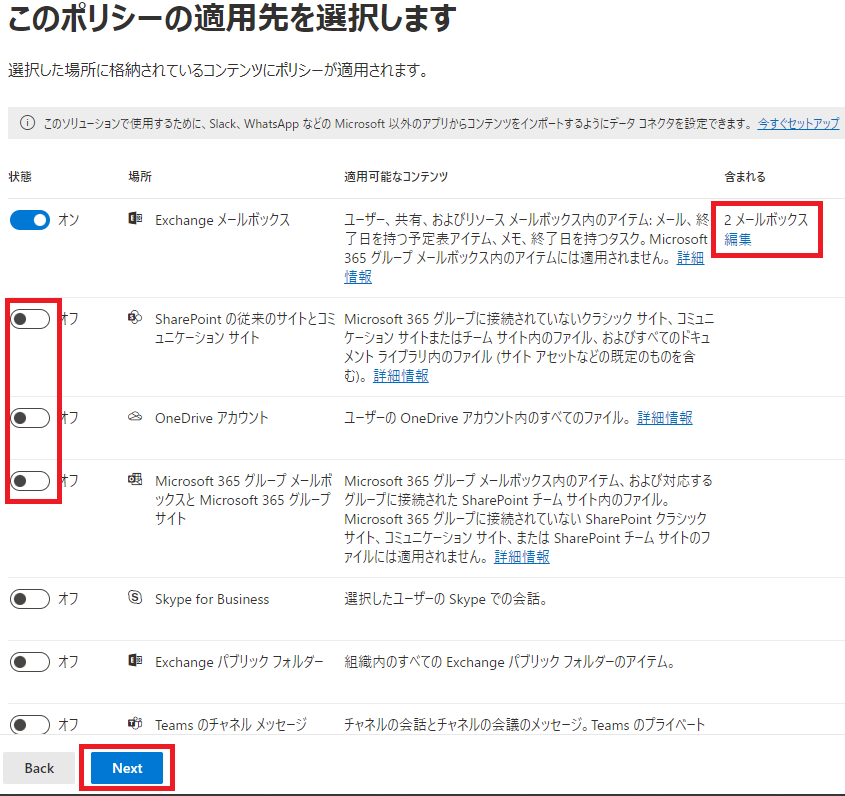 このポリシーの適用先を選択します
選択した場所に格納されているコンテンツにポリシーが適用されます。
このソリューションで使用するために、Slack、WhatsApp などの Microsoft 以外のアプリからコンテンツをインポートするようにデータ コネクタを設定できます。 今すぐセットアップ
状態 場所 適用可能なコンテンツ 含まれる
オン Exchange メールボックス ユーザー、共有、およびリソース メールボックス内のアイテム: メール、終 2 メールボックス
了日を持つ予定表アイテム、メモ、終了日を持つタスク。Microsoft 編集
365 グループ メールボックス内のアイテムには適用されません。 詳細
情報
オフ SharePoint の従来のサイトとコミ Microsoft 365 グループに接続されていないクラシック サイト、コミュニ
ュニケーション サイト ケーション サイトまたはチーム サイト内のファイル、およびすべてのドキュ
メント ライブラリ内のファイル (サイト アセットなどの既定のものを含
む)。 詳細情報
オフ OneDrive アカウント ユーザーの OneDrive アカウント内のすべてのファイル。 詳細情報
オフ Microsoft 365 グループ メールボ Microsoft 365 グループ メールボックス内のアイテム、および対応する
ックスと Microsoft 365 グループ グループに接続された SharePoint チーム サイト内のファイル。
サイト Microsoft 365 グループに接続されていない SharePoint クラシック
サイト、コミュニケーション サイト、または SharePoint チーム サイトのフ
ァイルには適用されません。 詳細情報
オフ Skype for Business 選択したユーザーの Skype での会話。
オフ Exchange パブリック フォルダー 組織内のすべての Exchange パブリック フォルダーのアイテム。
オフ Teams のチャネル メッセージ チャネルの会話とチャネルの会議のメッセージ。Teams のプライベート
Back Next